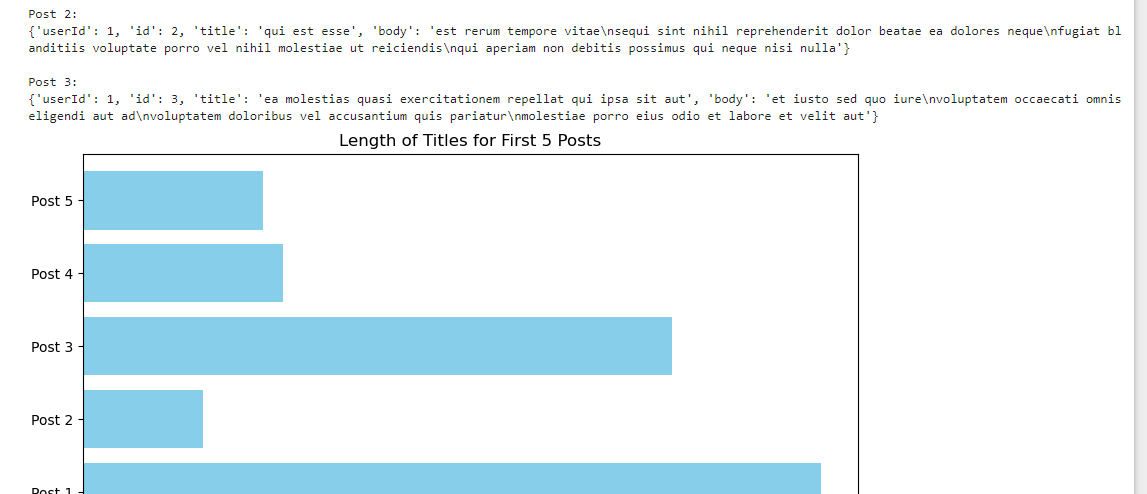 Post 2:
{'userId': 1, 'id': 2, 'title': 'qui est esse', 'body': 'est rerum tempore vitae\nsequi sint nihil reprehenderit dolor beatae ea dolores neque\nfugiat bl
anditiis voluptate porro vel nihil molestiae ut reiciendis\nqui aperiam non debitis possimus qui neque nisi nulla'}
Post 3:
{'userId': 1, 'id': 3, 'title': 'ea molestias quasi exercitationem repellat qui ipsa sit aut', 'body': 'et iusto sed quo iure\nvoluptatem occaecati omnis
eligendi aut ad\nvoluptatem doloribus vel accusantium quis pariatur\nmolestiae porro eius odio et labore et velit aut'}
Length of Titles for First 5 Posts
Post 5
Post 4
Post 3
Post 2
Post 1